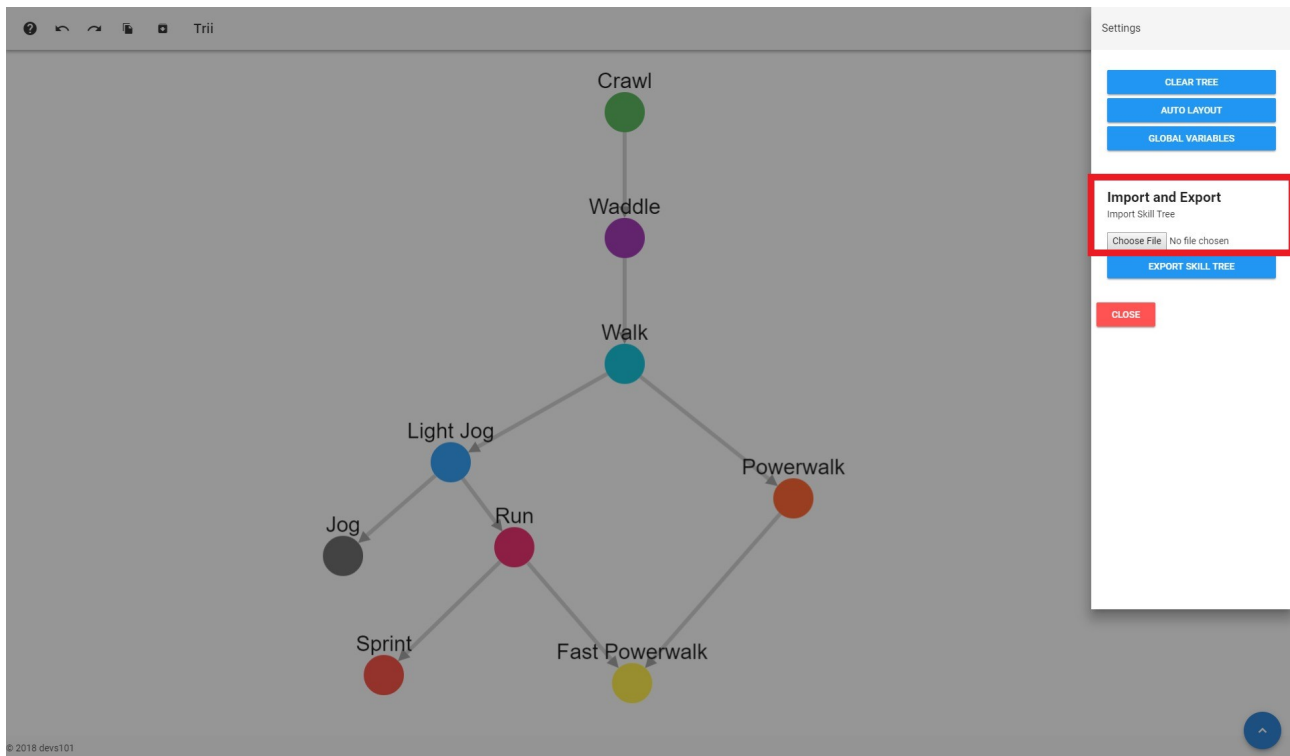 Trii
Settings
CLEAR TREE
AUTO LAYOUT
GLOBAL VARIABLES
Import and Export
Import Skill Tree
Choose File No file chosen
EXPORT SKILL TREE
CLOSE
Crawl
Waddle
Walk
Light Jog
Powerwalk
Jog
Run
Sprint
Fast Powerwalk
© 2018 devs101